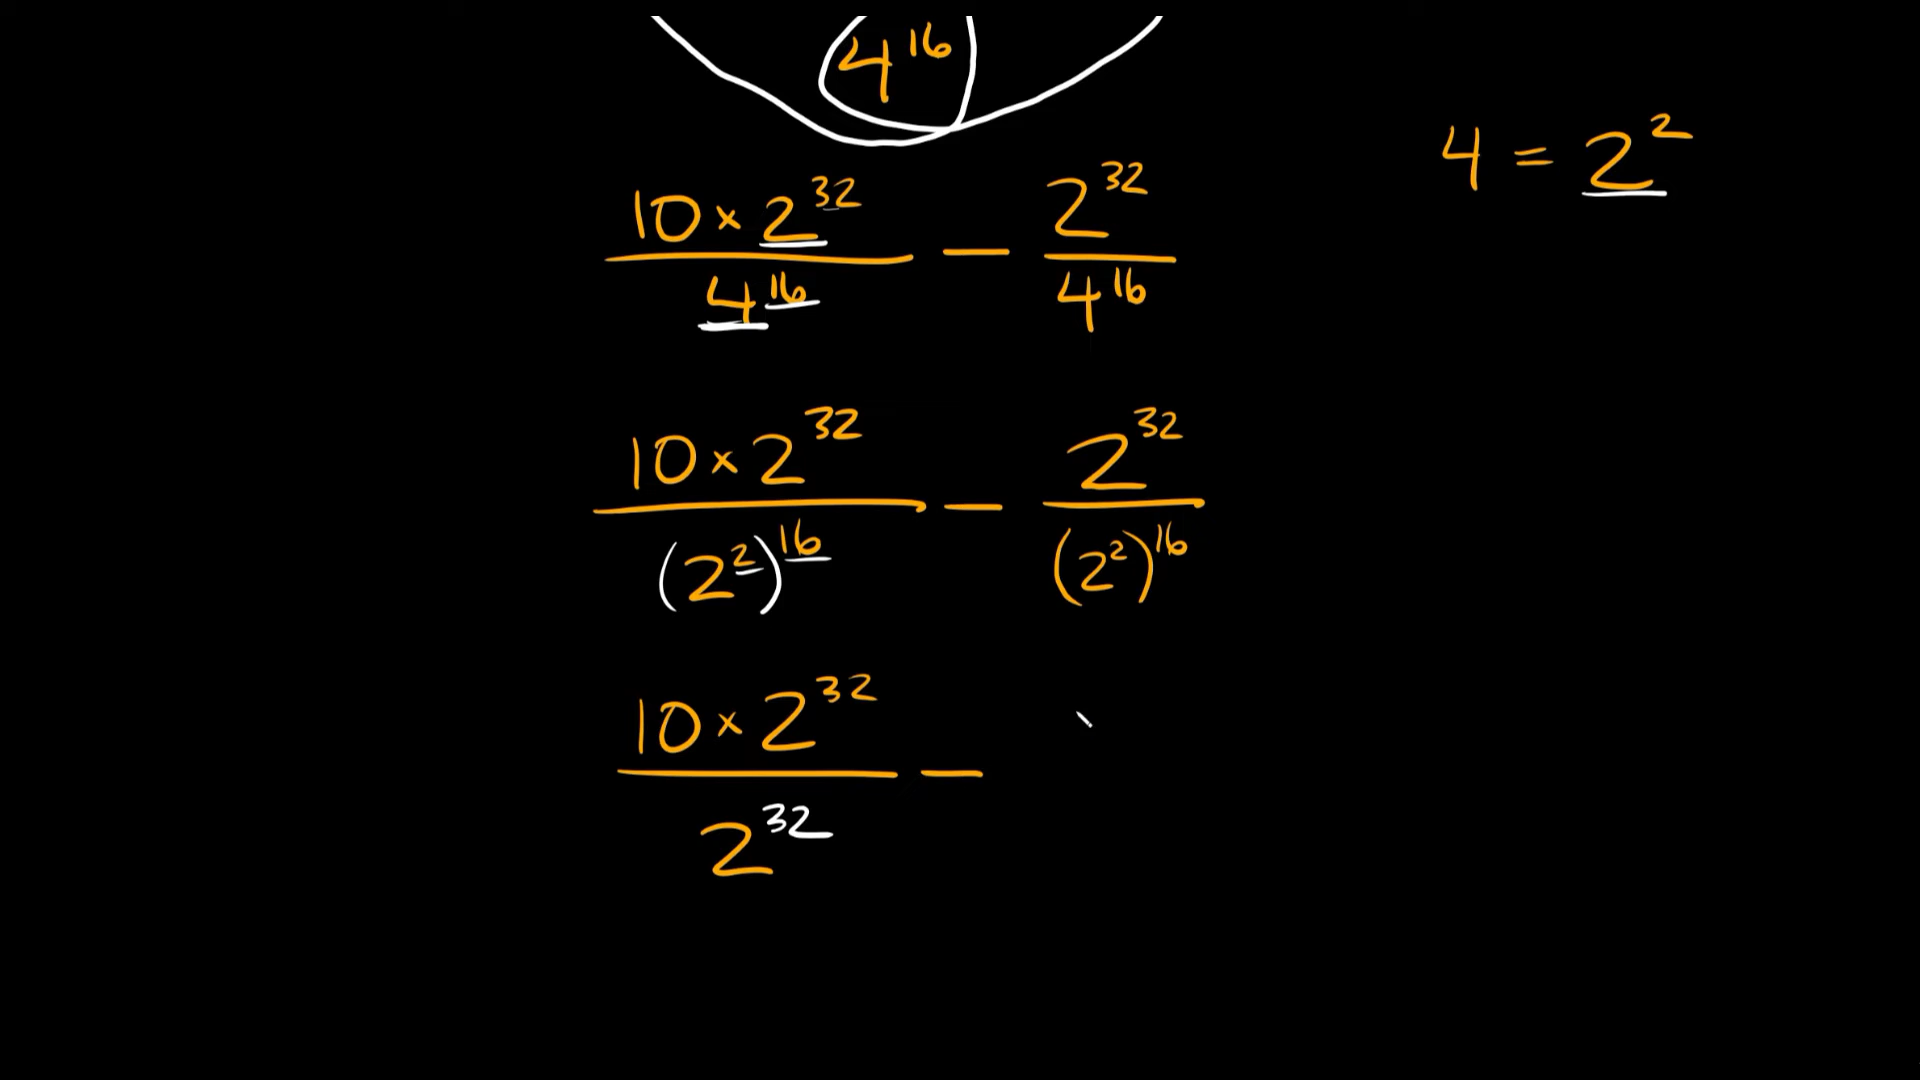 4^16
4 = 2^2
(10 × 2^32)/(4^16) − (2^32)/(4^16)
(10 × 2^32)/((2^2)^16) − (2^32)/((2^2)^16)
(10 × 2^32)/(2^32) −